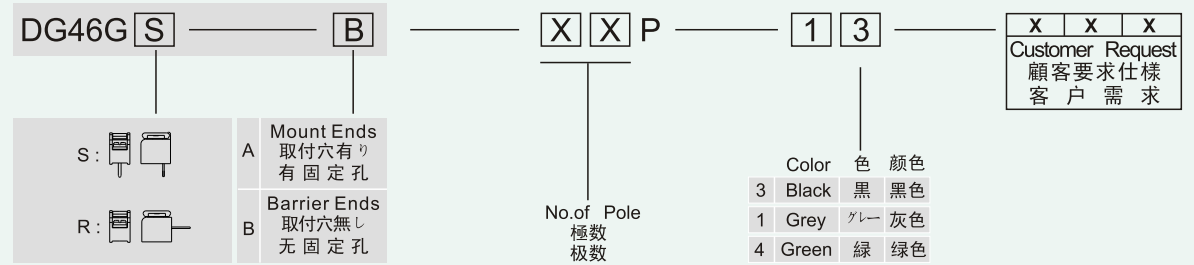 DG46G S B X X P 1 3
X X X
Customer Request
顧客要求仕様
客户需求
S:
R:
A
Mount Ends
取付穴有り
有固定孔
B
Barrier Ends
取付穴無し
无固定孔
No.of Pole
極数
极数
Color 色 颜色
3 Black 黒 黑色
1 Grey グレー 灰色
4 Green 緑 绿色